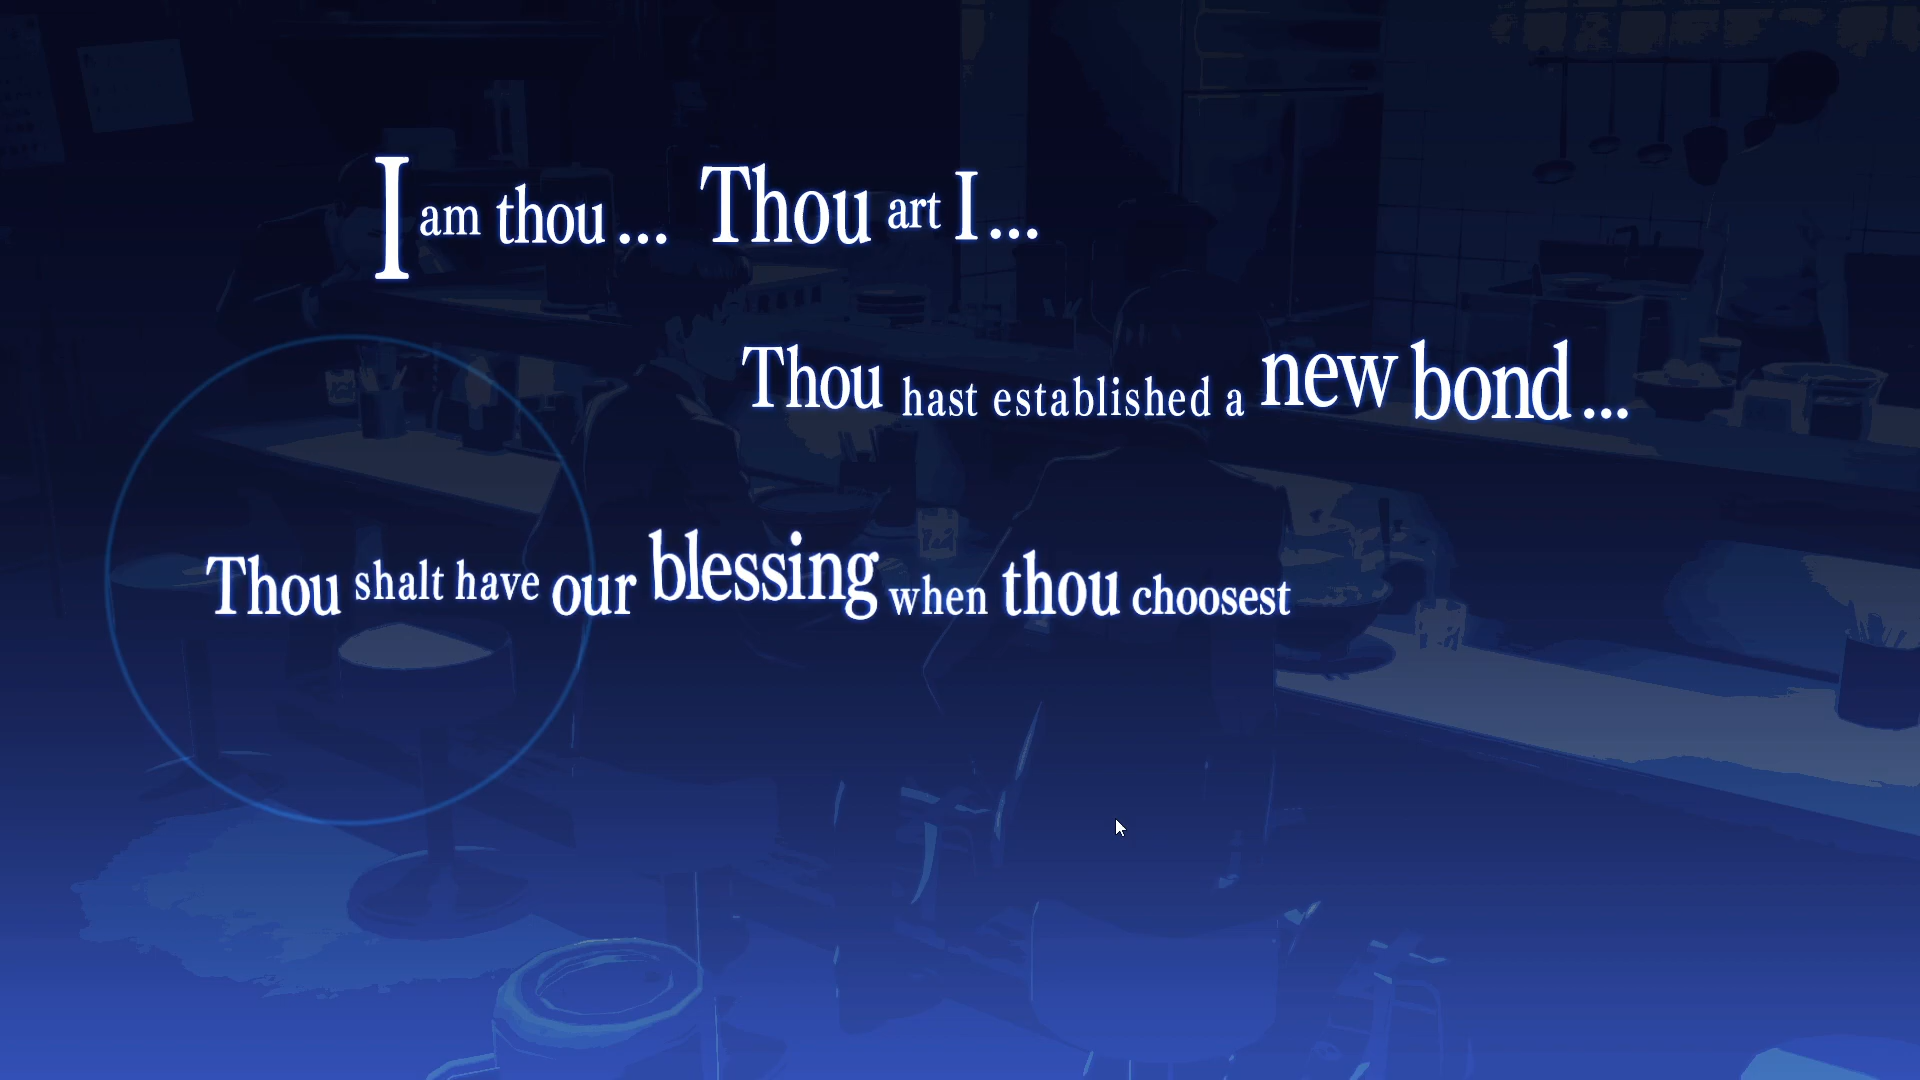 I am thou... Thou art I...
Thou hast established a new bond...
Thou shalt have our blessing when thou choosest